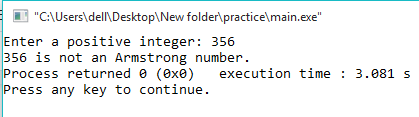 "C:\Users\dell\Desktop\New folder\practice\main.exe"
Enter a positive integer: 356
356 is not an Armstrong number.
Process returned 0 (0x0)   execution time : 3.081 s
Press any key to continue.